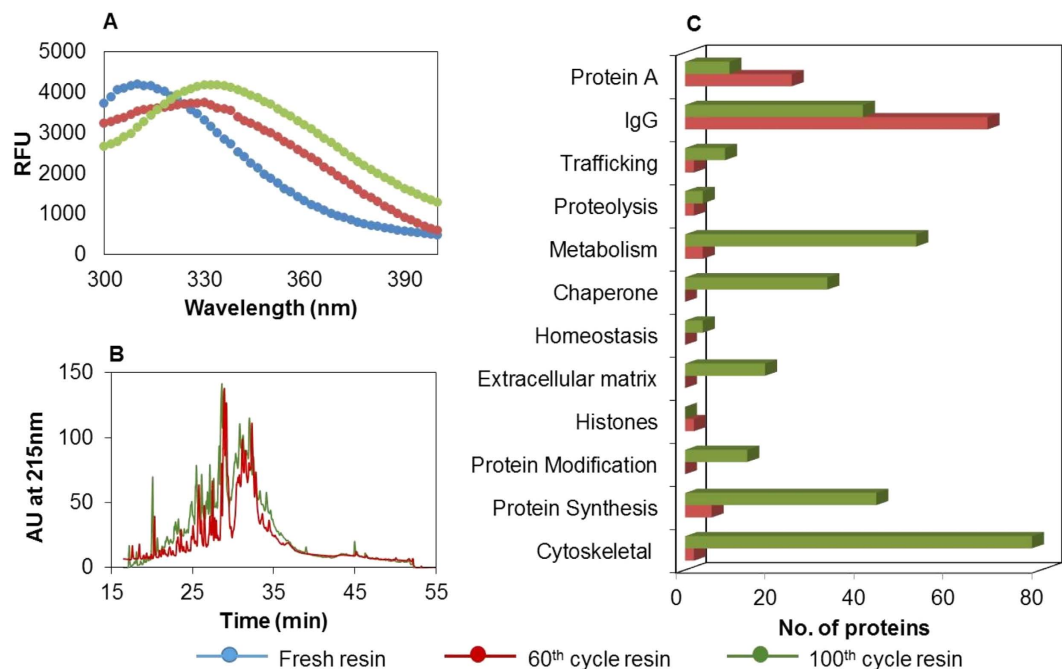 A
5000
4000
3000
2000
1000
0
RFU
300
330
360
390
Wavelength (nm)
B
150
100
50
0
AU at 215nm
15
25
35
45
55
Time (min)
C
Protein A
IgG
Trafficking
Proteolysis
Metabolism
Chaperone
Homeostasis
Extracellular matrix
Histones
Protein Modification
Protein Synthesis
Cytoskeletal
0
20
40
60
80
No. of proteins
Fresh resin
60th cycle resin
100th cycle resin